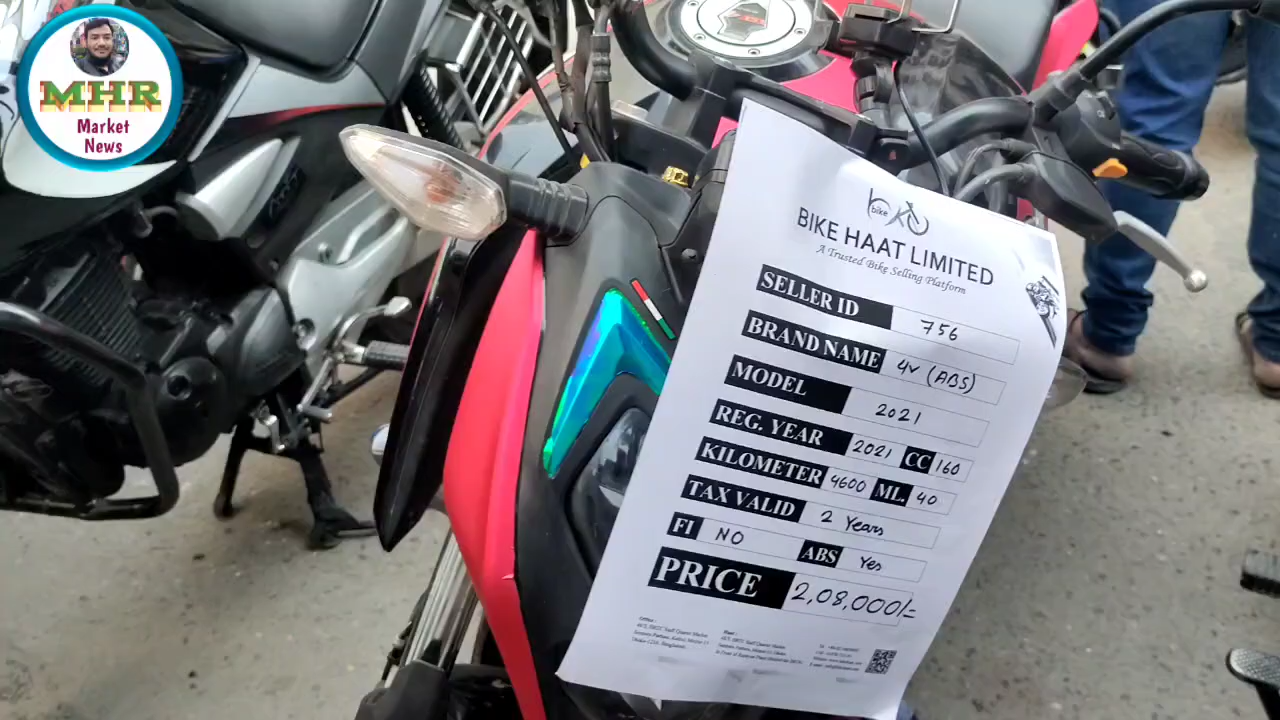 MHR
Market
News
bike
BIKE HAAT LIMITED
A Trusted Bike Selling Platform
SELLER ID 756
BRAND NAME 4v (ABS)
MODEL 2021
REG. YEAR 2021 CC 160
KILOMETER 4600 ML. 40
TAX VALID 2 Years
FI NO ABS Yes
PRICE 2,08,000/=